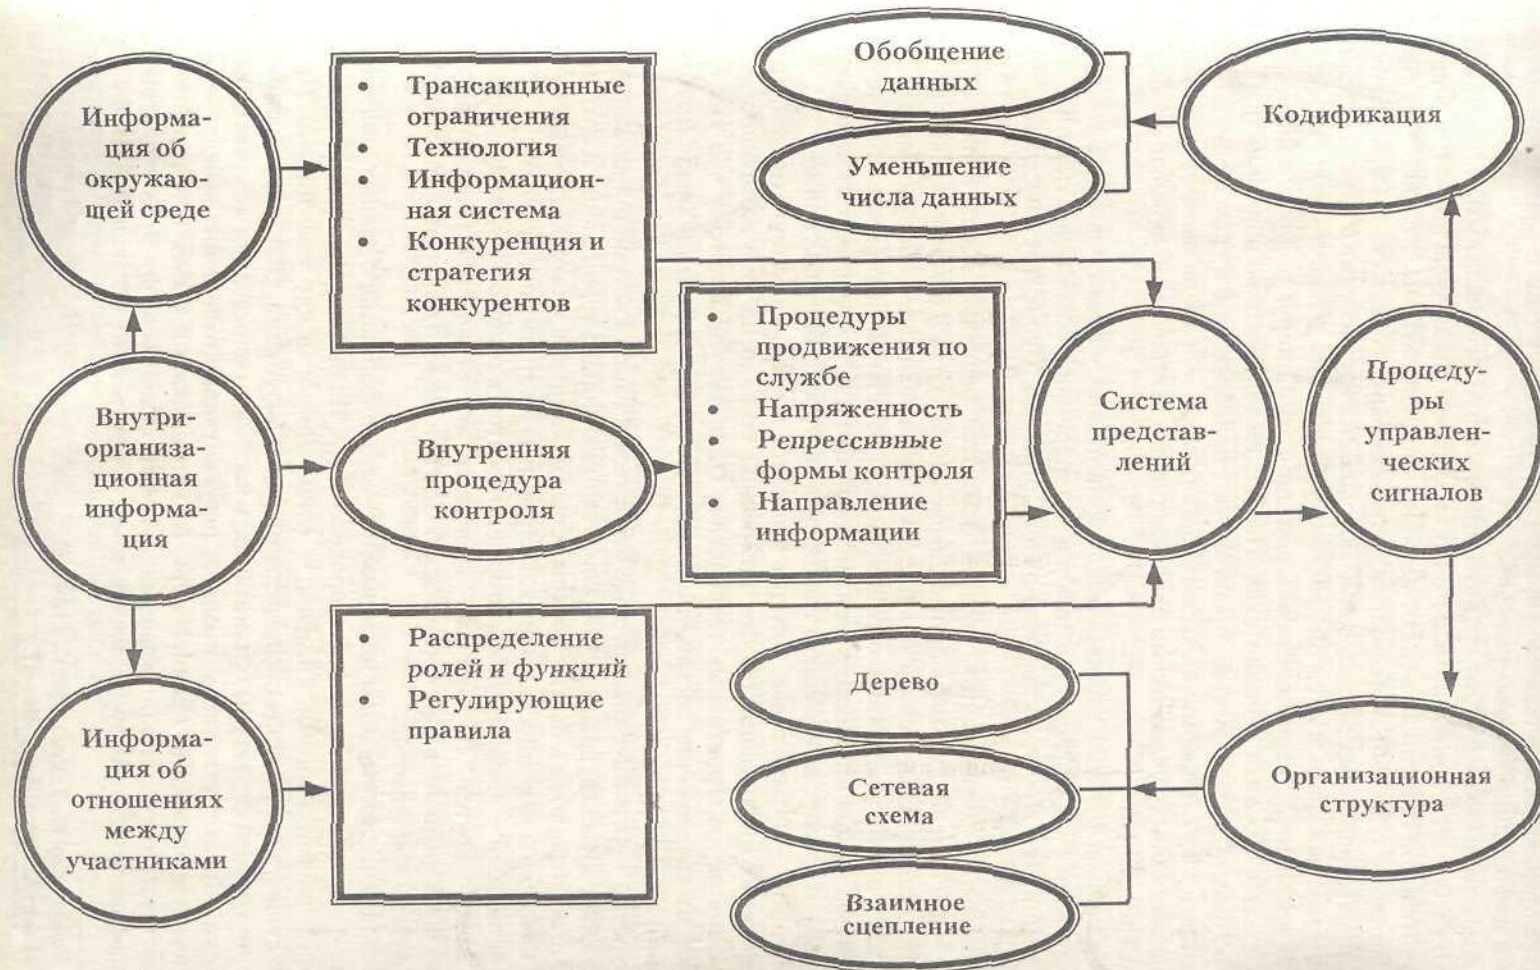 Информа-
ция об
окружаю-
щей среде
• Трансакционные
ограничения
• Технология
• Информацион-
ная система
• Конкуренция и
стратегия
конкурентов
Обобщение
данных
Уменьшение
числа данных
Кодификация
Внутри-
организа-
ционная
информа-
ция
Внутренняя
процедура
контроля
• Процедуры
продвижения по
службе
• Напряженность
• Репрессивные
формы контроля
• Направление
информации
Система
представ-
лений
Процеду-
ры
управлен-
ческих
сигналов
Информа-
ция об
отношениях
между
участниками
• Распределение
ролей и функций
• Регулирующие
правила
Дерево
Сетевая
схема
Взаимное
сцепление
Организационная
структура